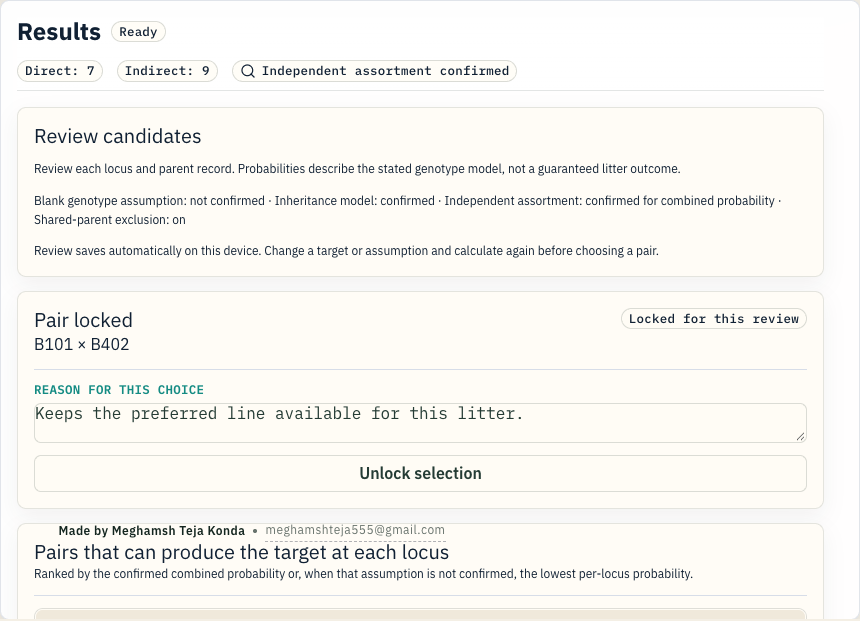 Results
Ready
Direct: 7
Indirect: 9
Independent assortment confirmed
Review candidates
Review each locus and parent record. Probabilities describe the stated genotype model, not a guaranteed litter outcome.
Blank genotype assumption: not confirmed · Inheritance model: confirmed · Independent assortment: confirmed for combined probability ·
Shared-parent exclusion: on
Review saves automatically on this device. Change a target or assumption and calculate again before choosing a pair.
Pair locked
Locked for this review
B101 × B402
REASON FOR THIS CHOICE
Keeps the preferred line available for this litter.
Unlock selection
Made by Meghamsh Teja Konda • meghamshteja555@gmail.com
Pairs that can produce the target at each locus
Ranked by the confirmed combined probability or, when that assumption is not confirmed, the lowest per-locus probability.